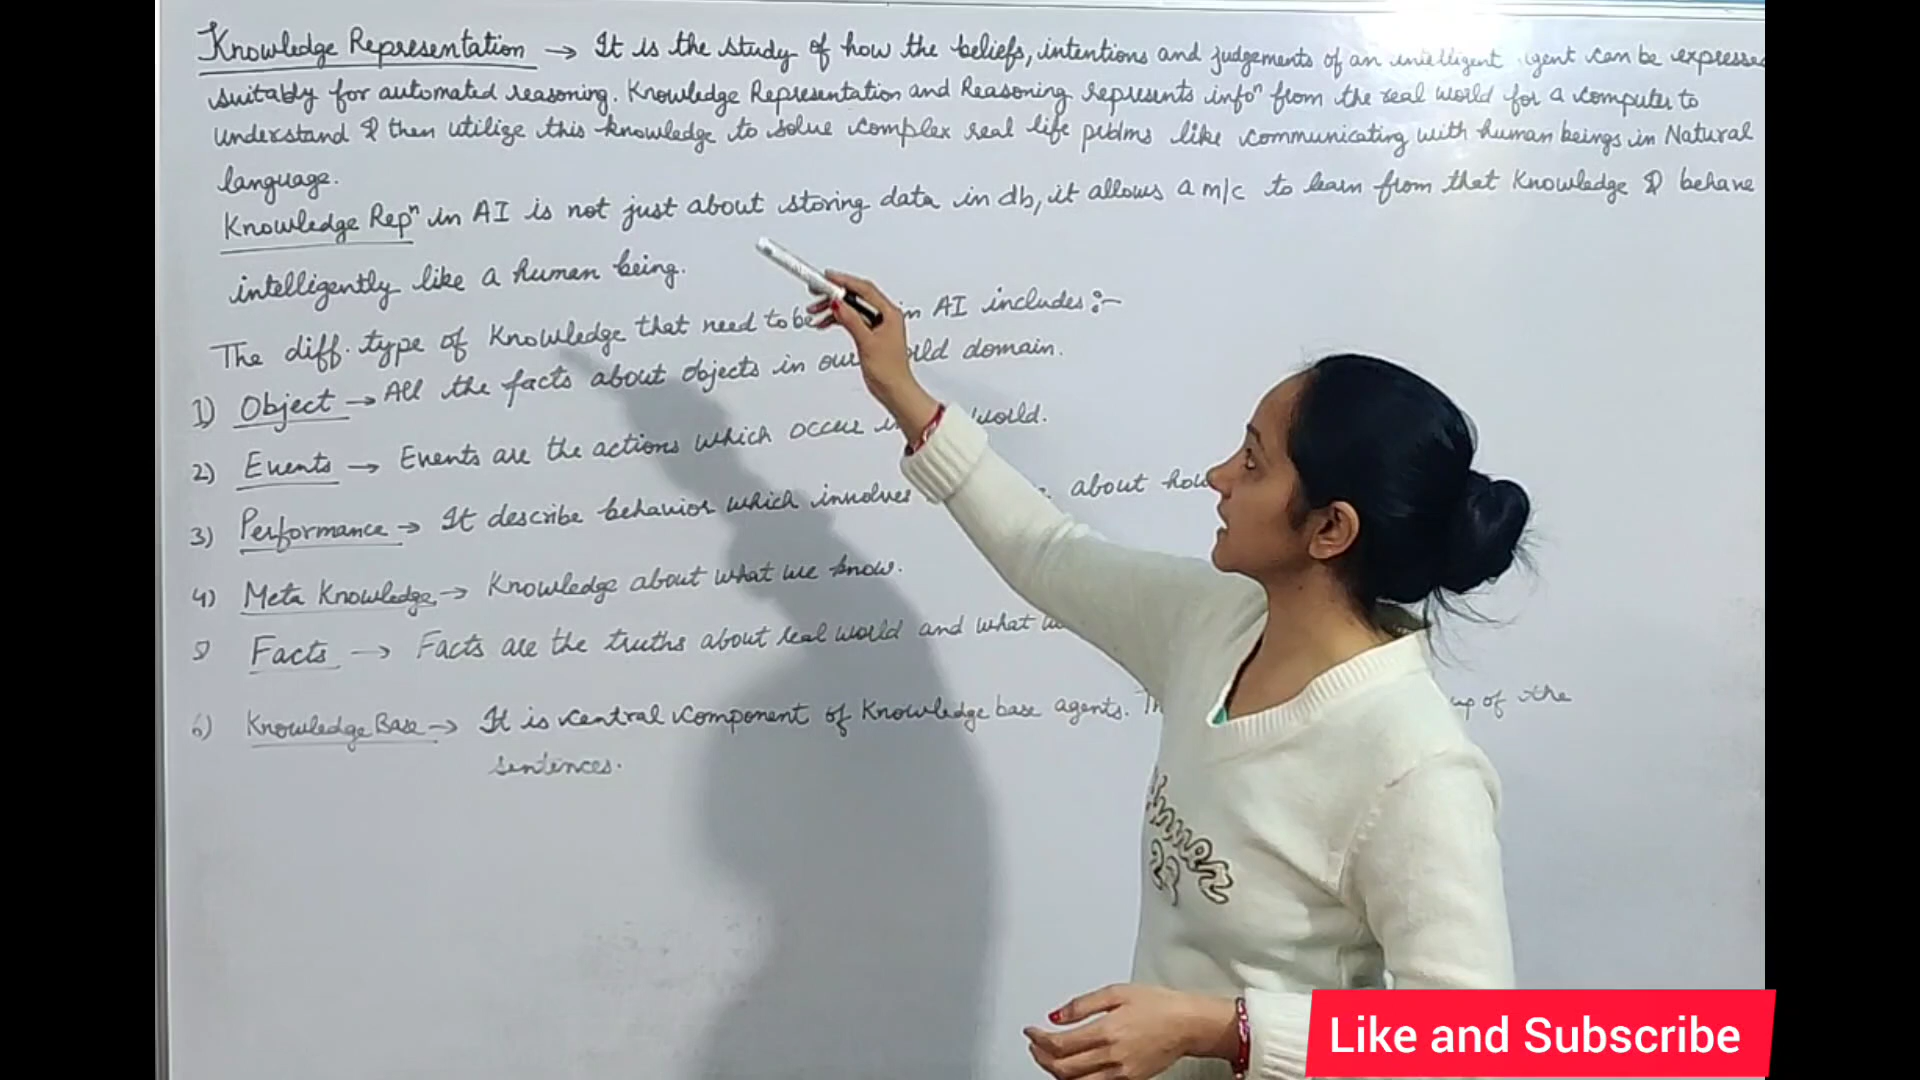 Knowledge Representation → It is the study of how the beliefs, intentions and judgements of an intelligent agent can be expresse
suitably for automated reasoning. Knowledge Representation and Reasoning represents infoⁿ from the real world for a computer to
understand & then utilize this knowledge to solve complex real life prblms like communicating with human beings in Natural
language.
Knowledge Repⁿ in AI is not just about storing data in db, it allows a m/c to learn from that Knowledge & behave
intelligently like a human being.
The diff. type of Knowledge that need to be in AI includes :-
1) Object → All the facts about objects in our world domain.
2) Events → Events are the actions which occur world.
3) Performance → It describe behavior which involves about how
4) Meta Knowledge → Knowledge about what we know.
5) Facts → Facts are the truths about real world and what
6) Knowledge Base → It is central component of Knowledge base agents. up of the
sentences.
Like and Subscribe